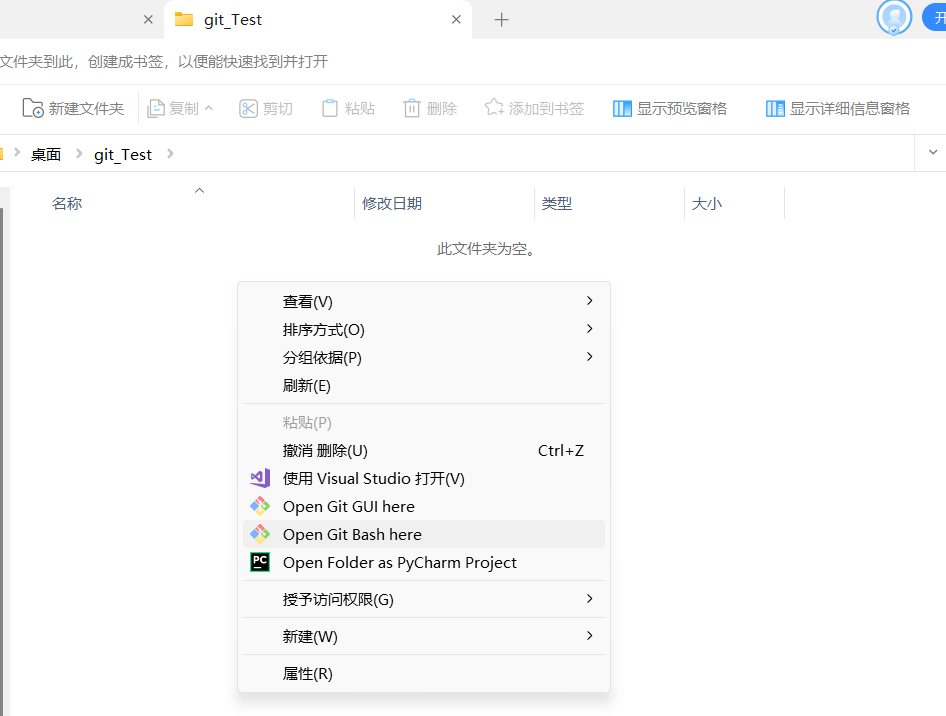 git_Test
开
文件夹到此，创建成书签，以便能快速找到并打开
新建文件夹 复制 剪切 粘贴 删除 添加到书签 显示预览窗格 显示详细信息窗格
桌面 git_Test
名称 修改日期 类型 大小
此文件夹为空。
查看(V)
排序方式(O)
分组依据(P)
刷新(E)
粘贴(P)
撤消 删除(U) Ctrl+Z
使用 Visual Studio 打开(V)
Open Git GUI here
Open Git Bash here
PC Open Folder as PyCharm Project
授予访问权限(G)
新建(W)
属性(R)